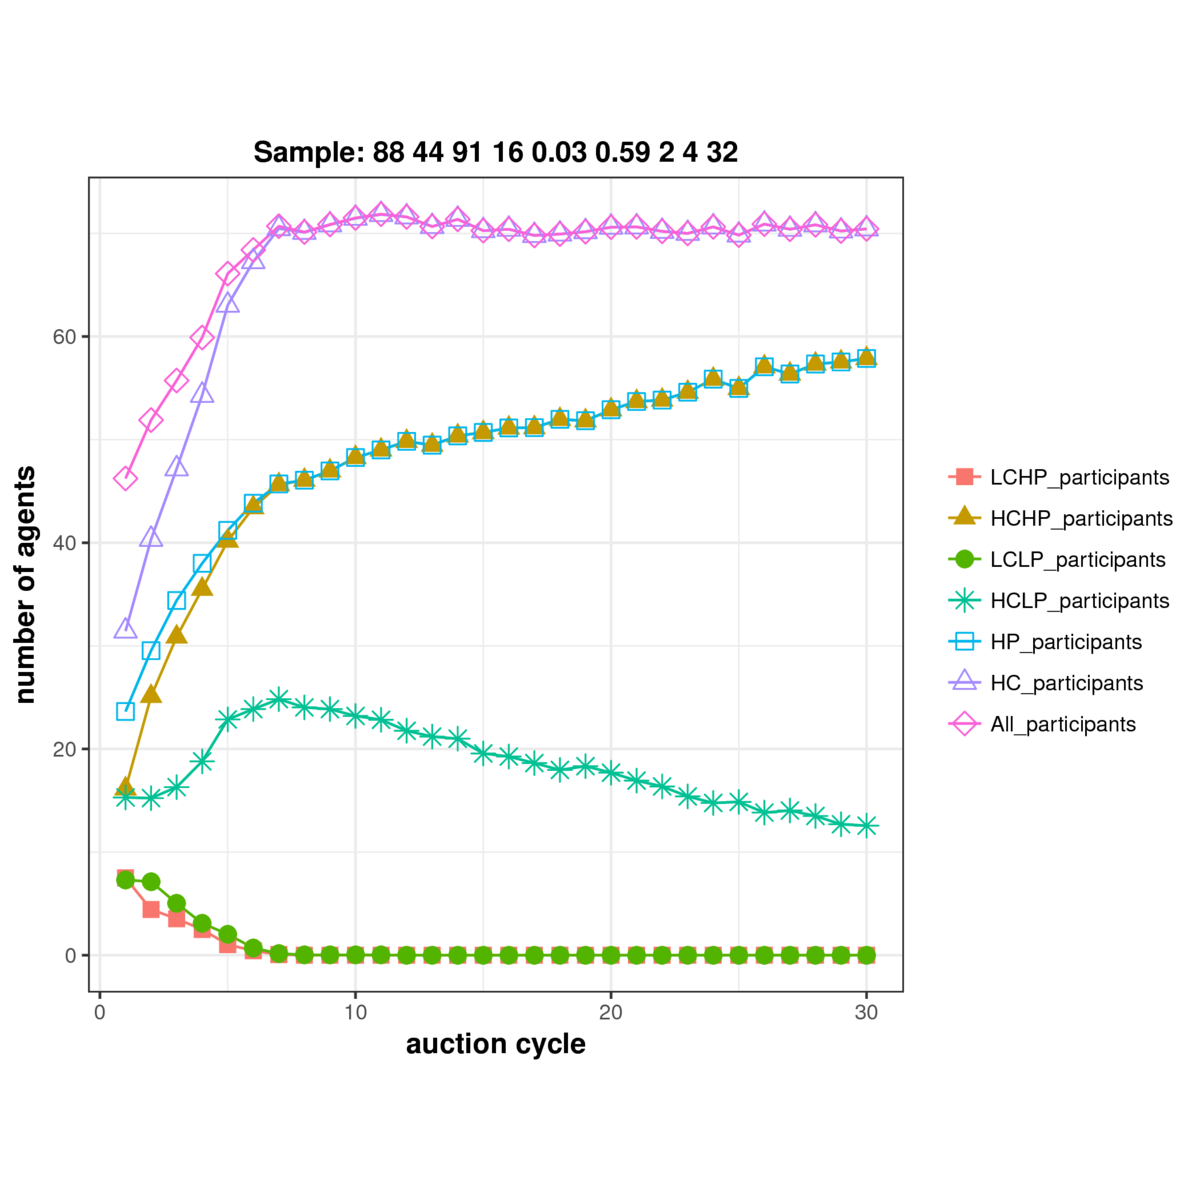 Sample: 88 44 91 16 0.03 0.59 2 4 32
number of agents
60
40
20
0
0 10 20 30
auction cycle
LCHP_participants
HCHP_participants
LCLP_participants
HCLP_participants
HP_participants
HC_participants
All_participants